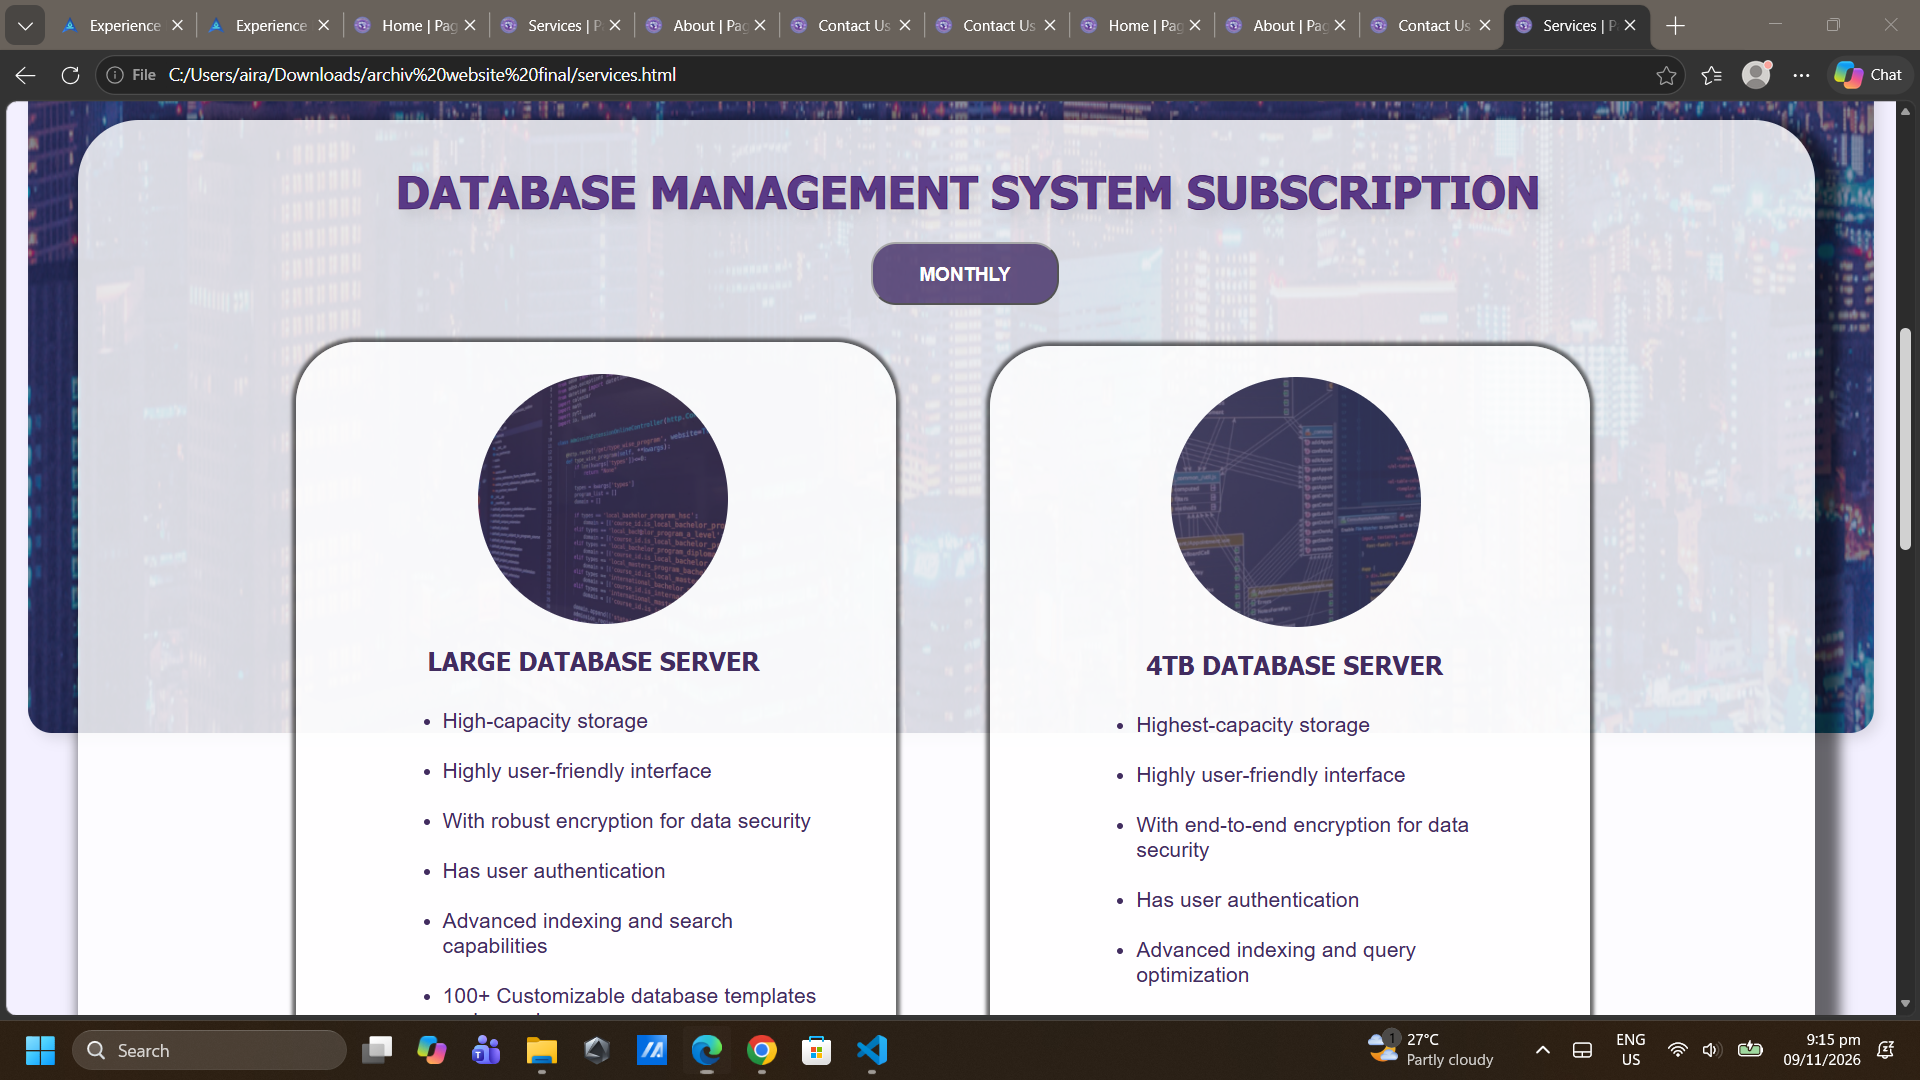 Experience
Experience
Home | Pag
Services | P
About | Pag
Contact Us
Contact Us
Home | Pag
About | Pag
Contact Us
Services | P
File
C:/Users/aira/Downloads/archiv%20website%20final/services.html
Chat
DATABASE MANAGEMENT SYSTEM SUBSCRIPTION
MONTHLY
LARGE DATABASE SERVER
• High-capacity storage
• Highly user-friendly interface
• With robust encryption for data security
• Has user authentication
• Advanced indexing and search
capabilities
• 100+ Customizable database templates
4TB DATABASE SERVER
• Highest-capacity storage
• Highly user-friendly interface
• With end-to-end encryption for data
security
• Has user authentication
• Advanced indexing and query
optimization
Search
1
27°C
Partly cloudy
ENG
US
9:15 pm
09/11/2026